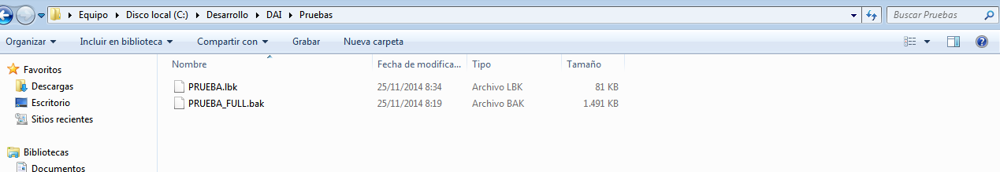 Equipo Disco local (C:) Desarrollo DAI Pruebas Buscar Pruebas
Organizar Incluir en biblioteca Compartir con Grabar Nueva carpeta
Favoritos
Descargas
Escritorio
Sitios recientes
Bibliotecas
Documentos
Nombre Fecha de modifica... Tipo Tamaño
PRUEBA.lbk 25/11/2014 8:34 Archivo LBK 81 KB
PRUEBA_FULL.bak 25/11/2014 8:19 Archivo BAK 1.491 KB